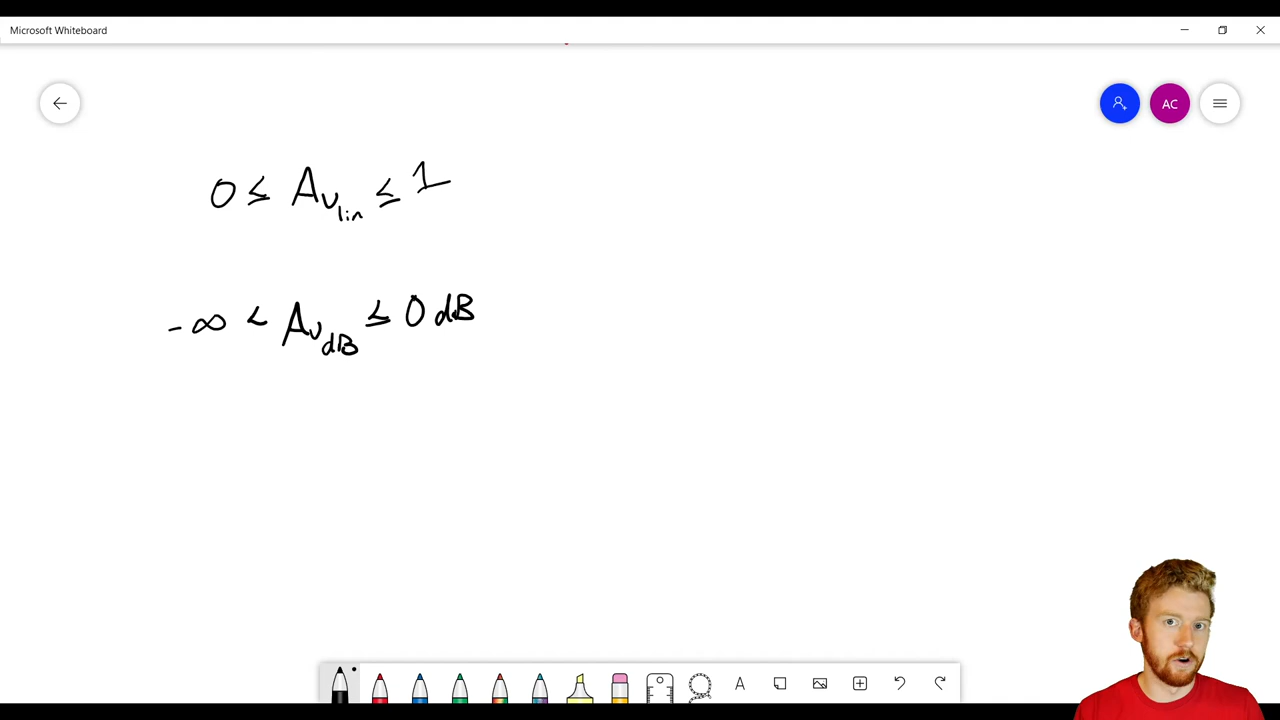 Microsoft Whiteboard
AC
0 ≤ Av_lin ≤ 1
-∞ < Av_dB ≤ 0 dB
A